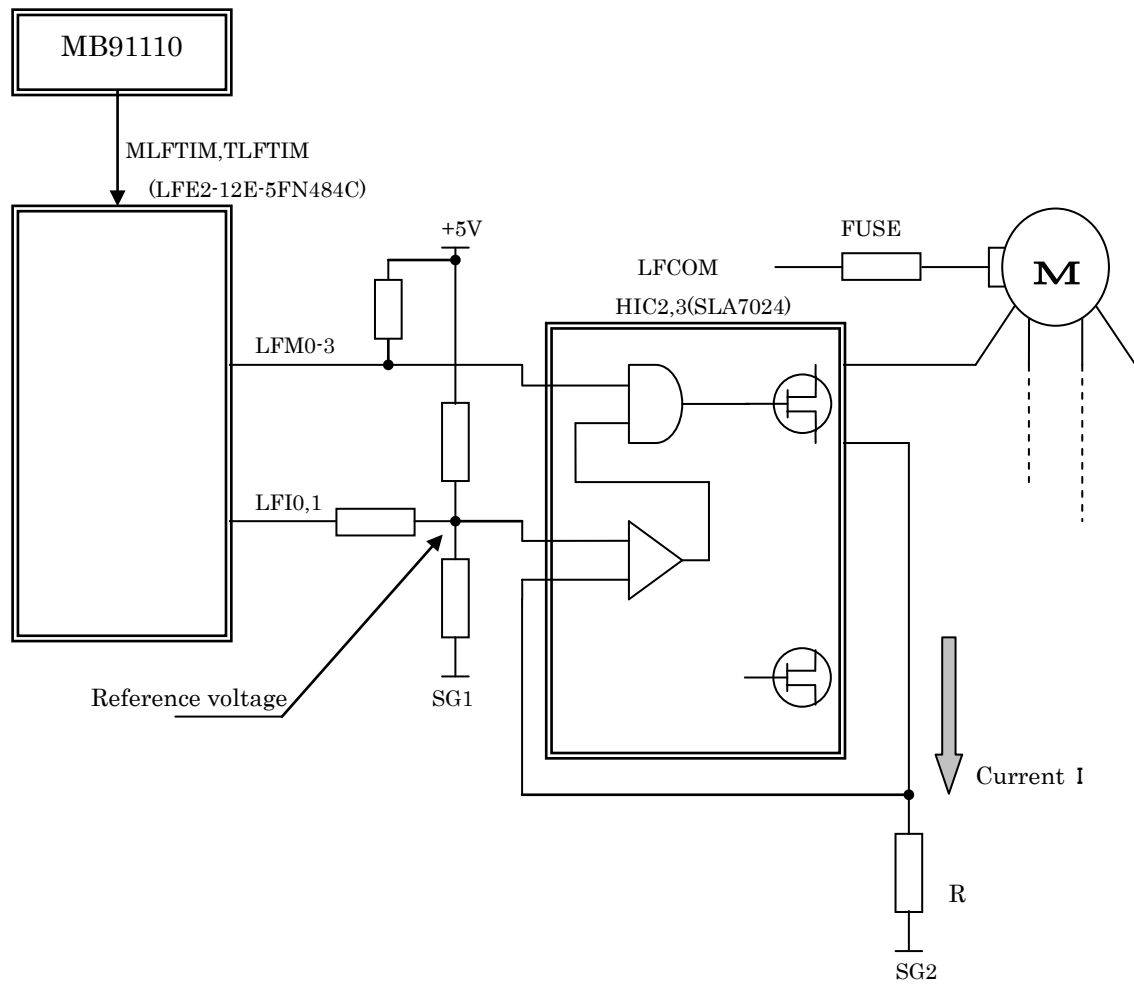 MB91110
MLFTIM,TLFTIM
(LFE2-12E-5FN484C)
+5V
FUSE
LFCOM
M
HIC2,3(SLA7024)
LFM0-3
LFI0,1
Reference voltage
SG1
Current I
R
SG2